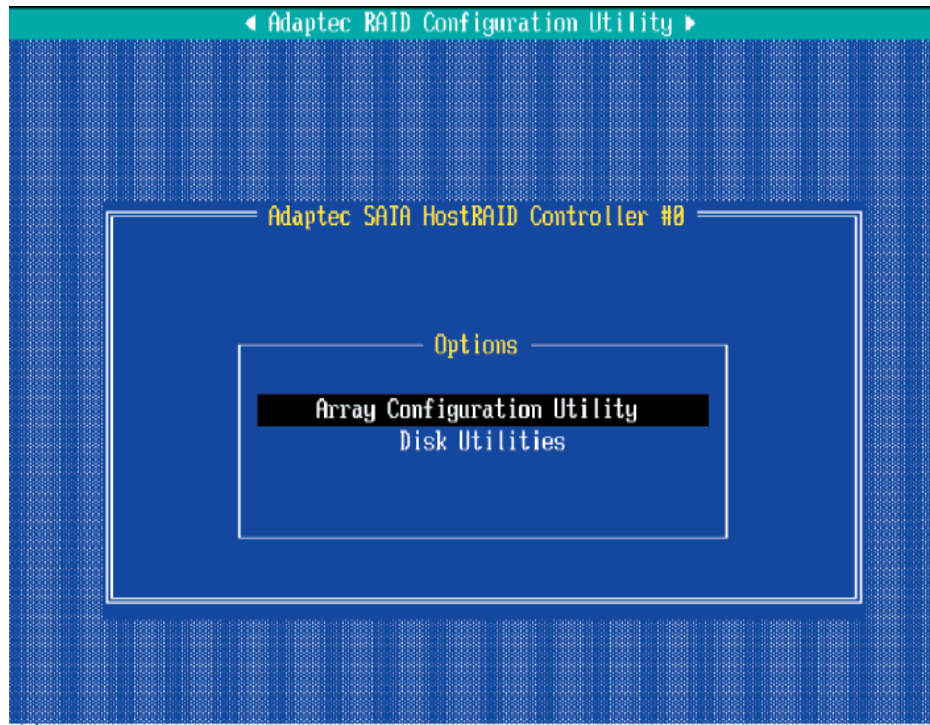 Adaptec RAID Configuration Utility
Adaptec SATA HostRAID Controller #0
Options
Array Configuration Utility
Disk Utilities